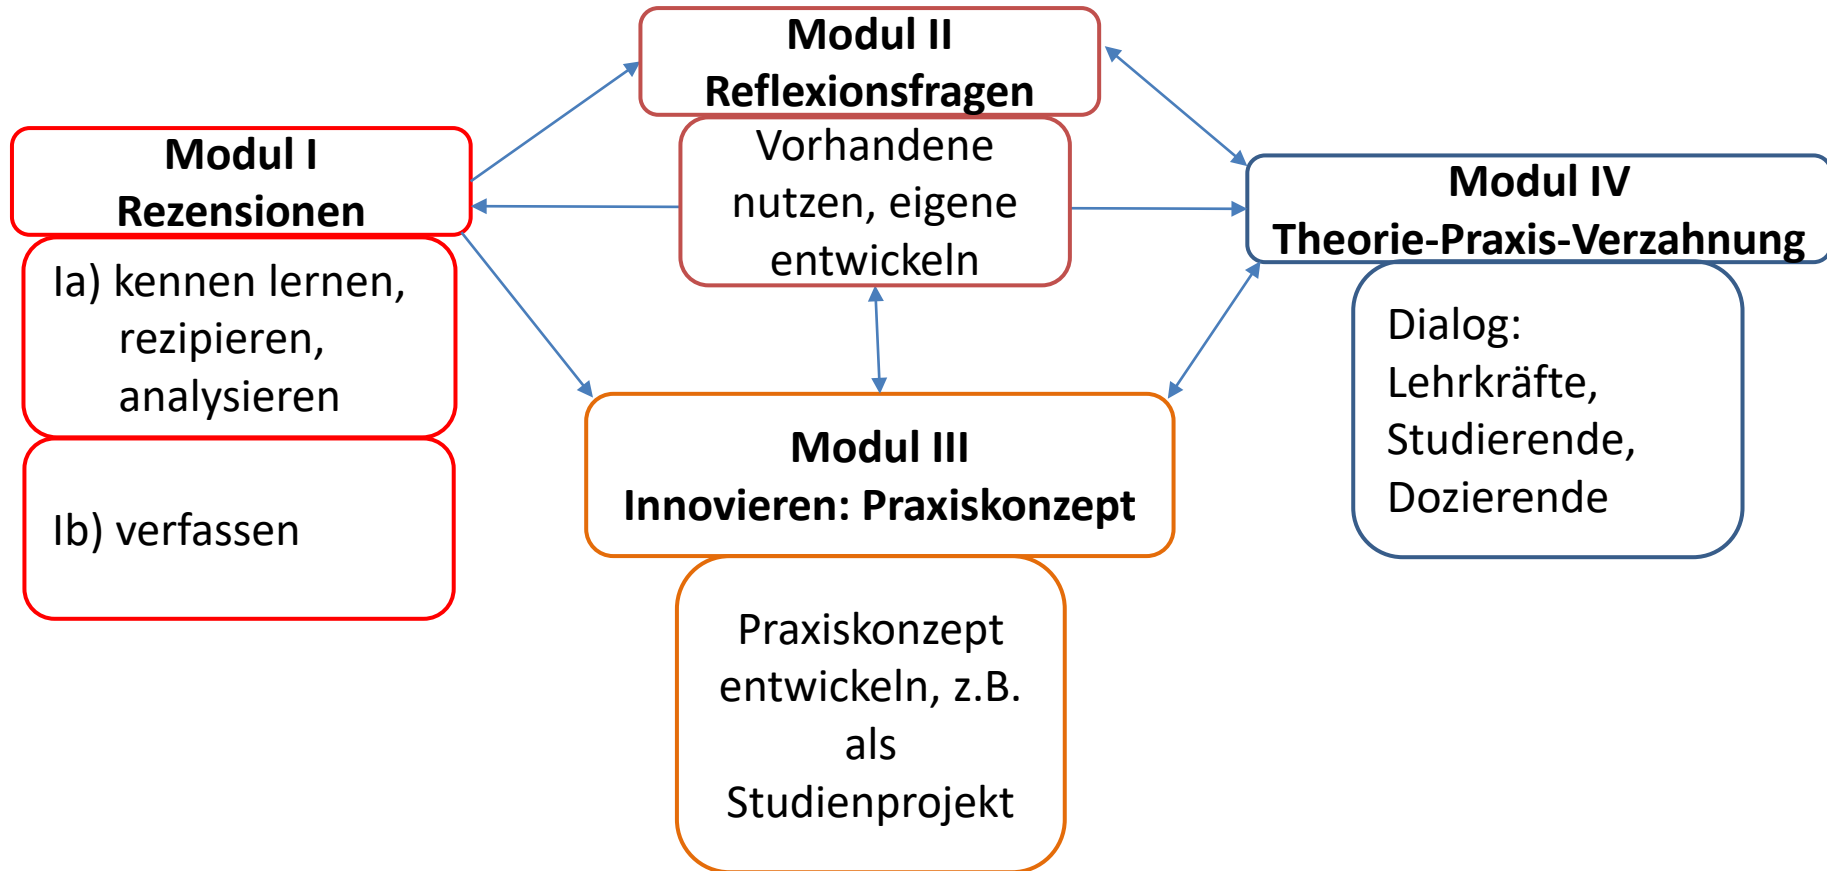 Modul I
Rezensionen
Ia) kennen lernen,
rezipieren,
analysieren
Ib) verfassen
Modul II
Reflexionsfragen
Vorhandene
nutzen, eigene
entwickeln
Modul III
Innovieren: Praxiskonzept
Praxiskonzept
entwickeln, z.B.
als
Studienprojekt
Modul IV
Theorie-Praxis-Verzahnung
Dialog:
Lehrkräfte,
Studierende,
Dozierende